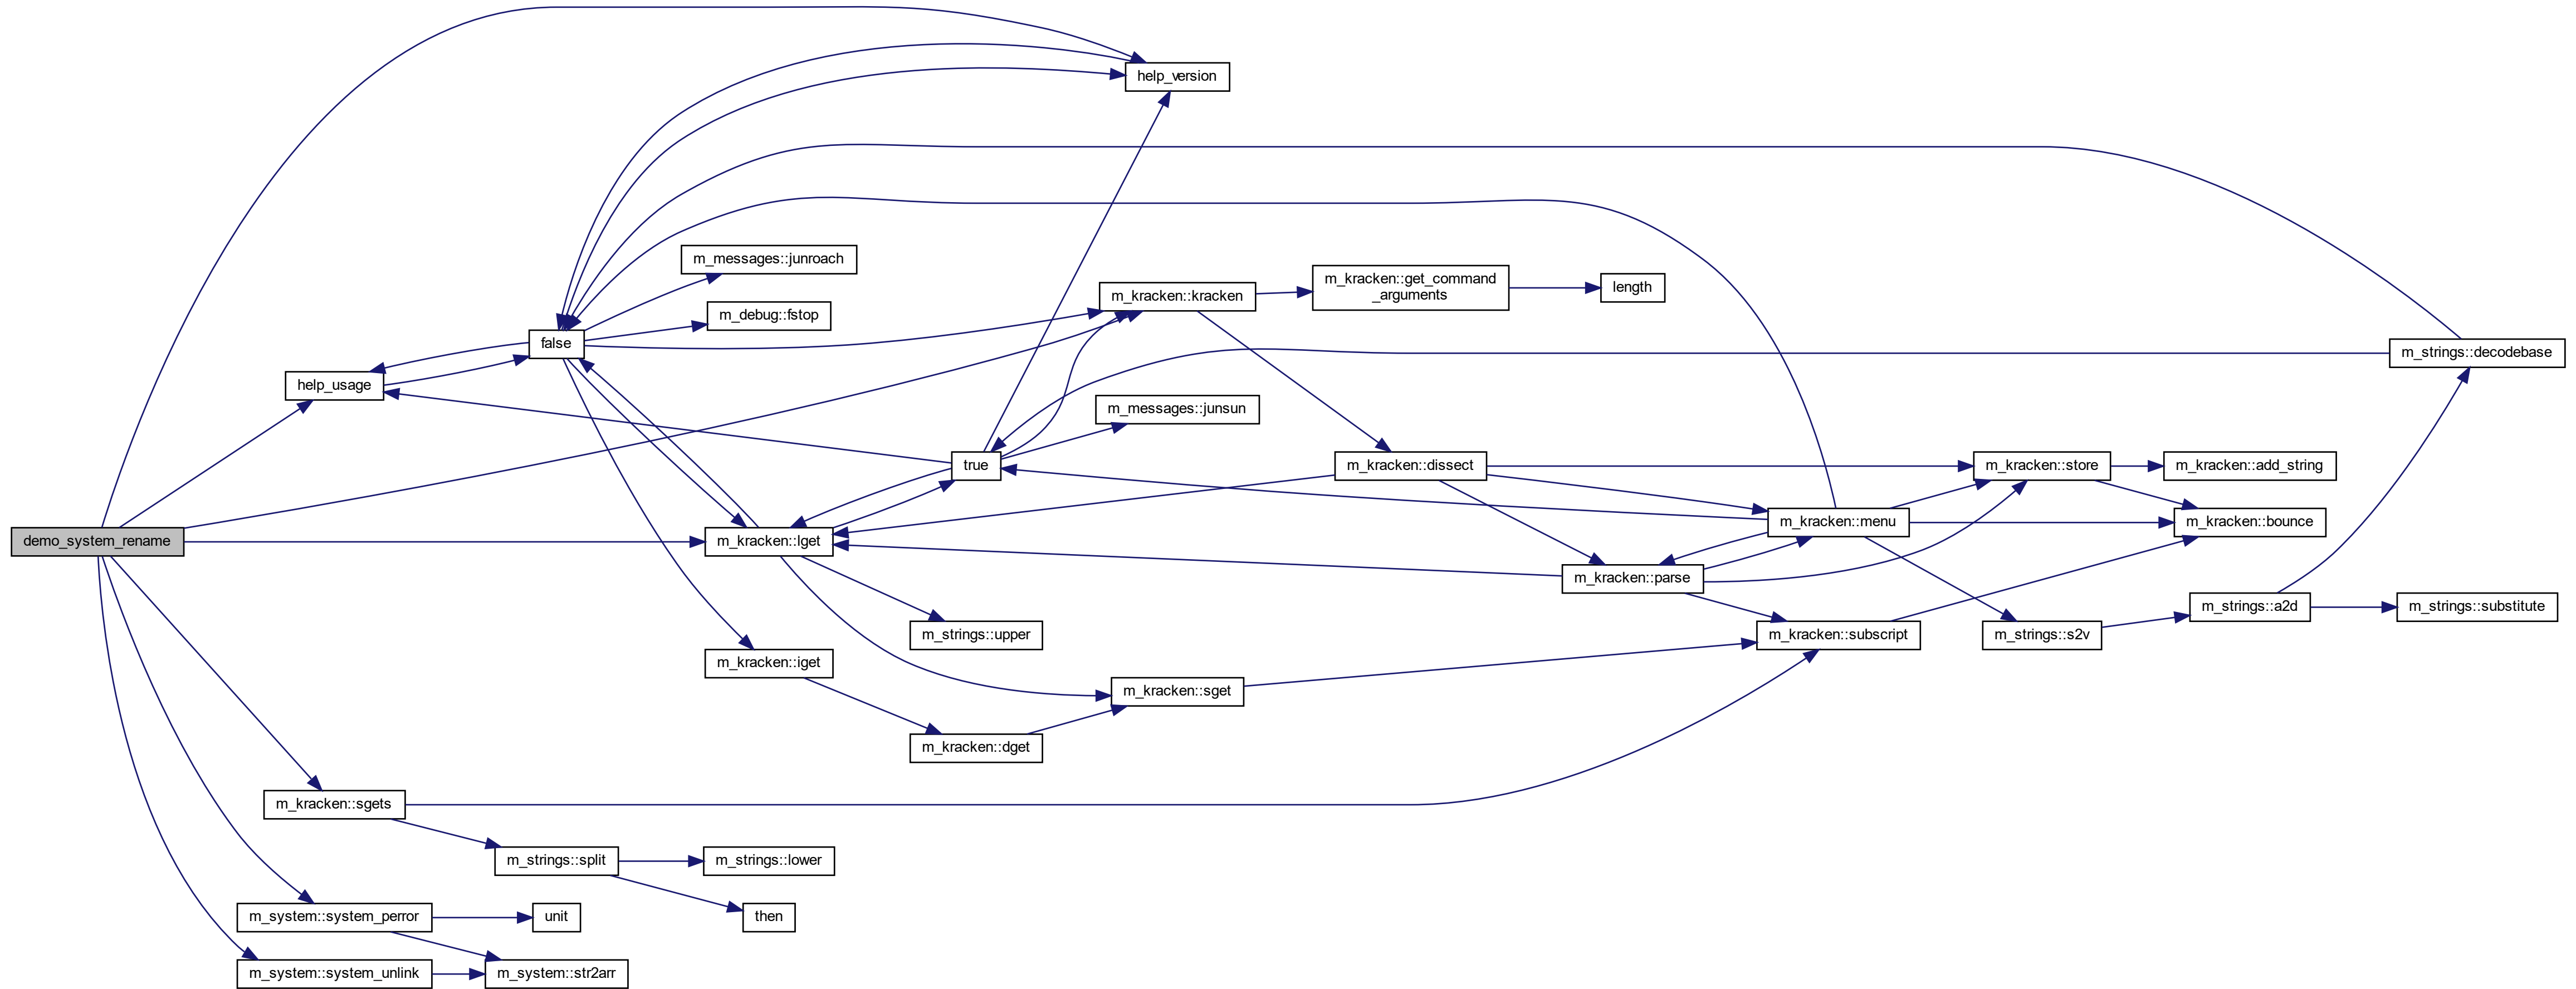 help_version
m_messages::junroach
m_kracken::get_command
_arguments
length
m_kracken::kracken
m_debug::fstop
false
m_strings::decodebase
help_usage
m_messages::junsun
true
m_kracken::dissect
m_kracken::store
m_kracken::add_string
demo_system_rename
m_kracken::lget
m_kracken::menu
m_kracken::bounce
m_kracken::parse
m_strings::a2d
m_strings::substitute
m_strings::upper
m_kracken::subscript
m_strings::s2v
m_kracken::iget
m_kracken::sget
m_kracken::dget
m_kracken::sgets
m_strings::split
m_strings::lower
m_system::system_perror
unit
then
m_system::system_unlink
m_system::str2arr